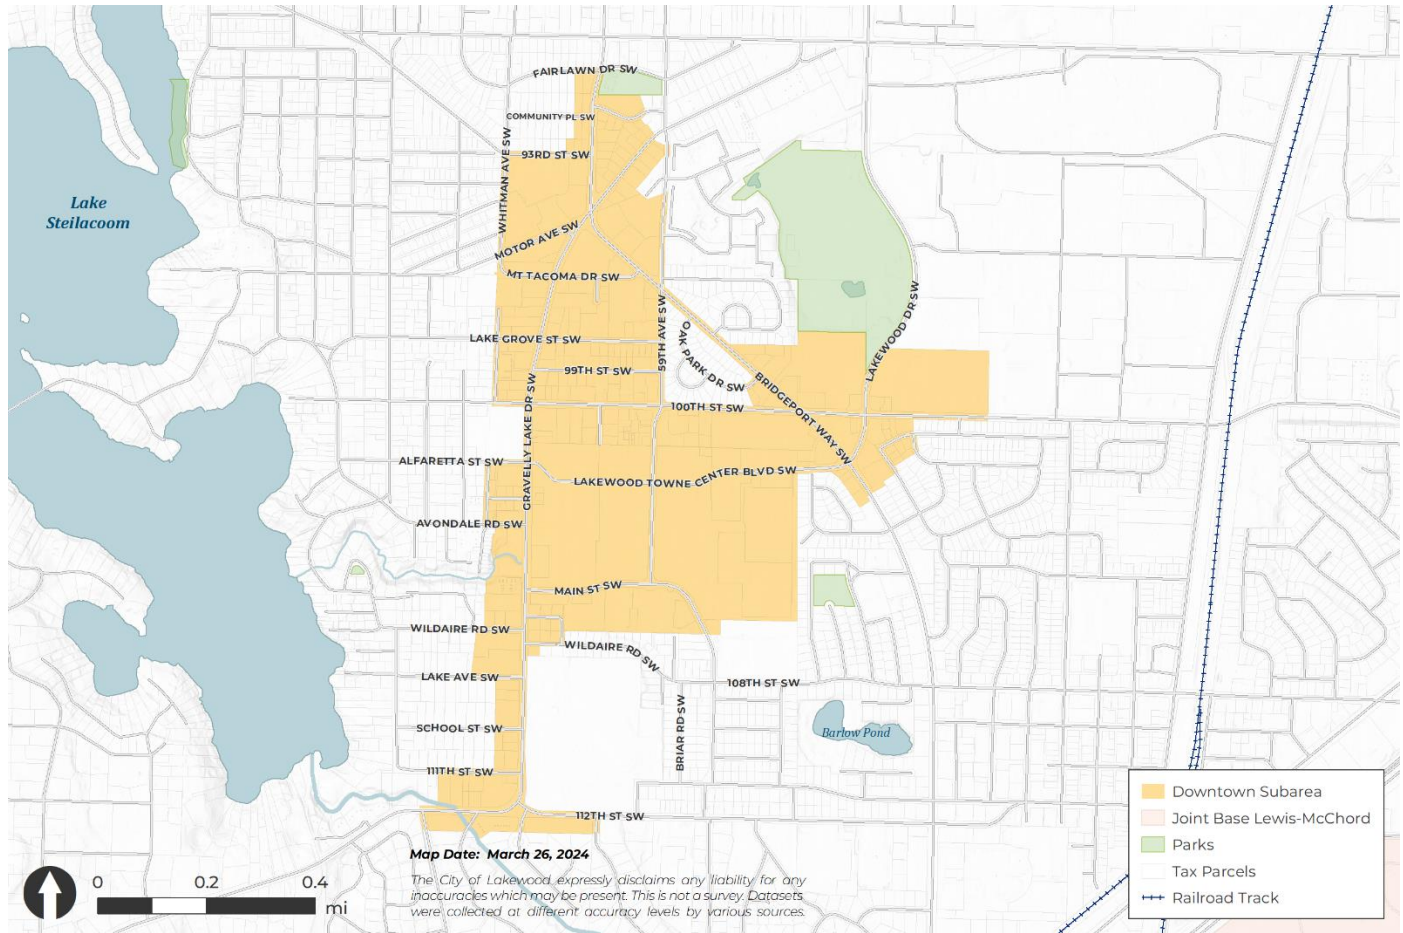 FAIRLAWN DR SW
COMMUNITY PL SW
93RD ST SW
WHITMAN AVE SW
Lake
Steilacoom
MOTOR AVE SW
MT TACOMA DR SW
LAKEWOOD DR SW
59TH AVE SW
OAK PARK DR SW
LAKE GROVE ST SW
99TH ST SW
BRIDGEPORT WAY SW
100TH ST SW
GRAVELLY LAKE DR SW
ALFARETTA ST SW
LAKEWOOD TOWNE CENTER BLVD SW
AVONDALE RD SW
MAIN ST SW
WILDAIRE RD SW
WILDAIRE RD SW
LAKE AVE SW
108TH ST SW
BRIAR RD SW
SCHOOL ST SW
Barlow Pond
111TH ST SW
112TH ST SW
Downtown Subarea
Joint Base Lewis-McChord
Parks
Tax Parcels
Railroad Track
Map Date: March 26, 2024
The City of Lakewood expressly disclaims any liability for any
inaccuracies which may be present. This is not a survey. Datasets
were collected at different accuracy levels by various sources.
0 0.2 0.4
mi